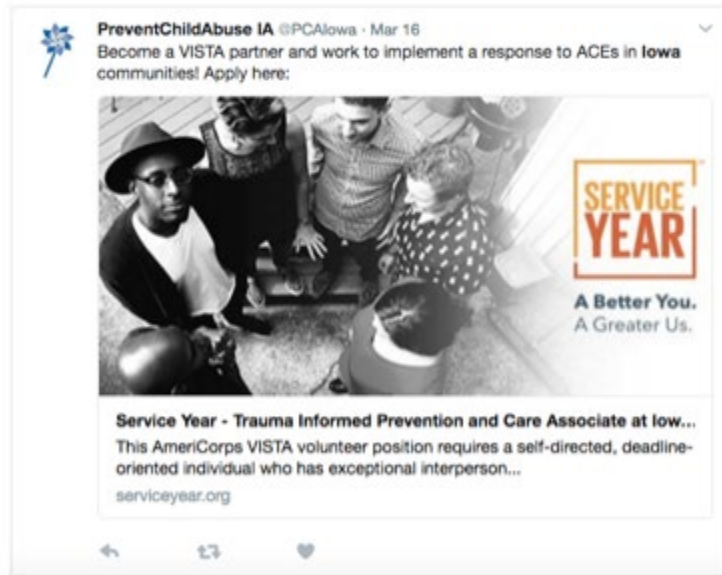 PreventChildAbuse IA @PCAIowa · Mar 16
Become a VISTA partner and work to implement a response to ACEs in Iowa
communities! Apply here:
SERVICE
YEAR
A Better You.
A Greater Us.
Service Year - Trauma Informed Prevention and Care Associate at Iow...
This AmeriCorps VISTA volunteer position requires a self-directed, deadline-
oriented individual who has exceptional interperson...
serviceyear.org